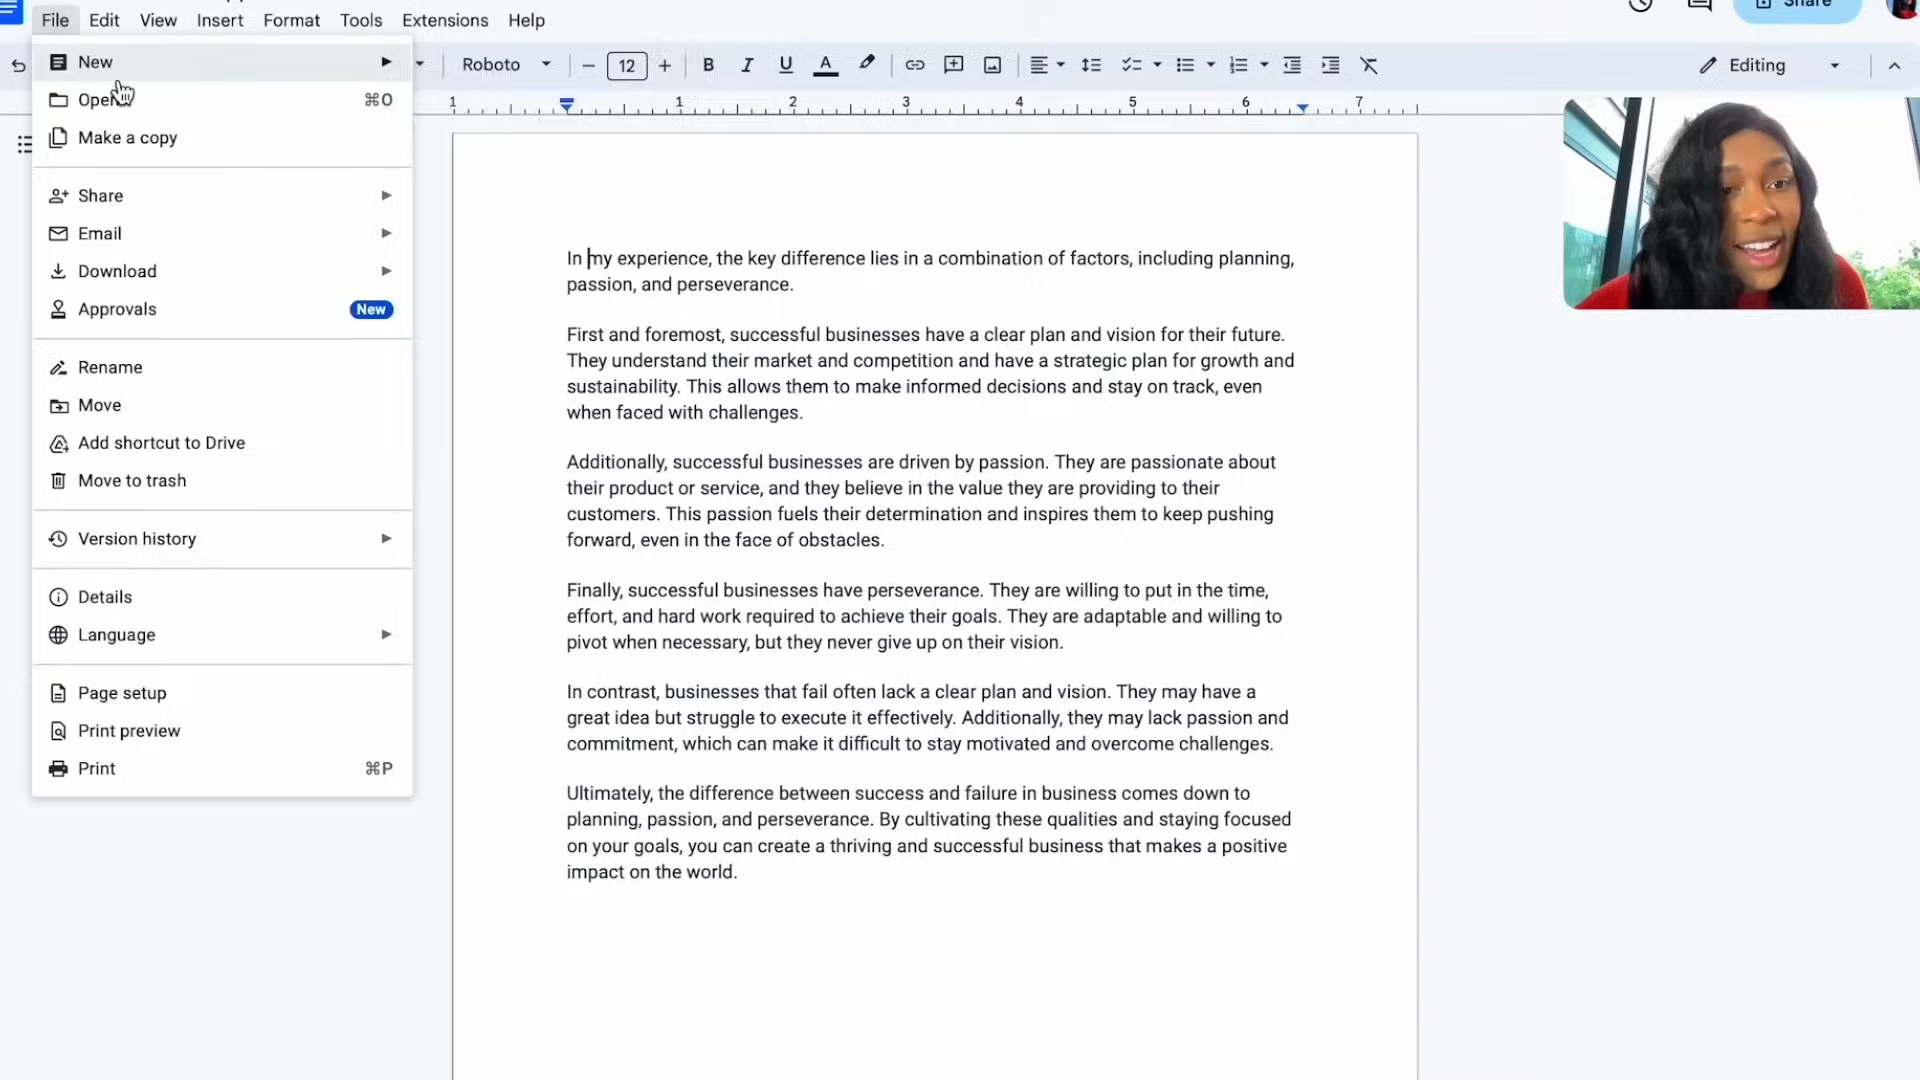 File Edit View Insert Format Tools Extensions Help
Share
Roboto 12 Editing
1 1 2 3 4 5 6 7
New
Open ⌘O
Make a copy
Share
Email
Download
Approvals New
Rename
Move
Add shortcut to Drive
Move to trash
Version history
Details
Language
Page setup
Print preview
Print ⌘P
In my experience, the key difference lies in a combination of factors, including planning,
passion, and perseverance.
First and foremost, successful businesses have a clear plan and vision for their future.
They understand their market and competition and have a strategic plan for growth and
sustainability. This allows them to make informed decisions and stay on track, even
when faced with challenges.
Additionally, successful businesses are driven by passion. They are passionate about
their product or service, and they believe in the value they are providing to their
customers. This passion fuels their determination and inspires them to keep pushing
forward, even in the face of obstacles.
Finally, successful businesses have perseverance. They are willing to put in the time,
effort, and hard work required to achieve their goals. They are adaptable and willing to
pivot when necessary, but they never give up on their vision.
In contrast, businesses that fail often lack a clear plan and vision. They may have a
great idea but struggle to execute it effectively. Additionally, they may lack passion and
commitment, which can make it difficult to stay motivated and overcome challenges.
Ultimately, the difference between success and failure in business comes down to
planning, passion, and perseverance. By cultivating these qualities and staying focused
on your goals, you can create a thriving and successful business that makes a positive
impact on the world.